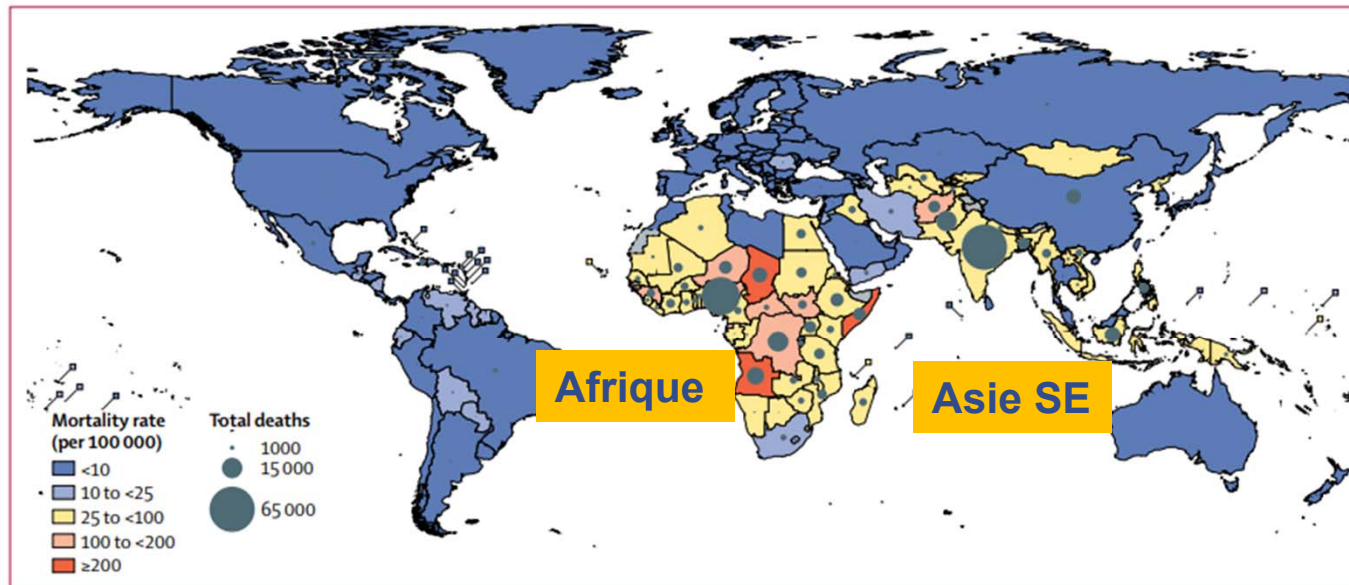 Afrique
Asie SE
Mortality rate
(per 100 000)
<10
10 to <25
25 to <100
100 to <200
≥200
Total deaths
1000
15 000
65 000